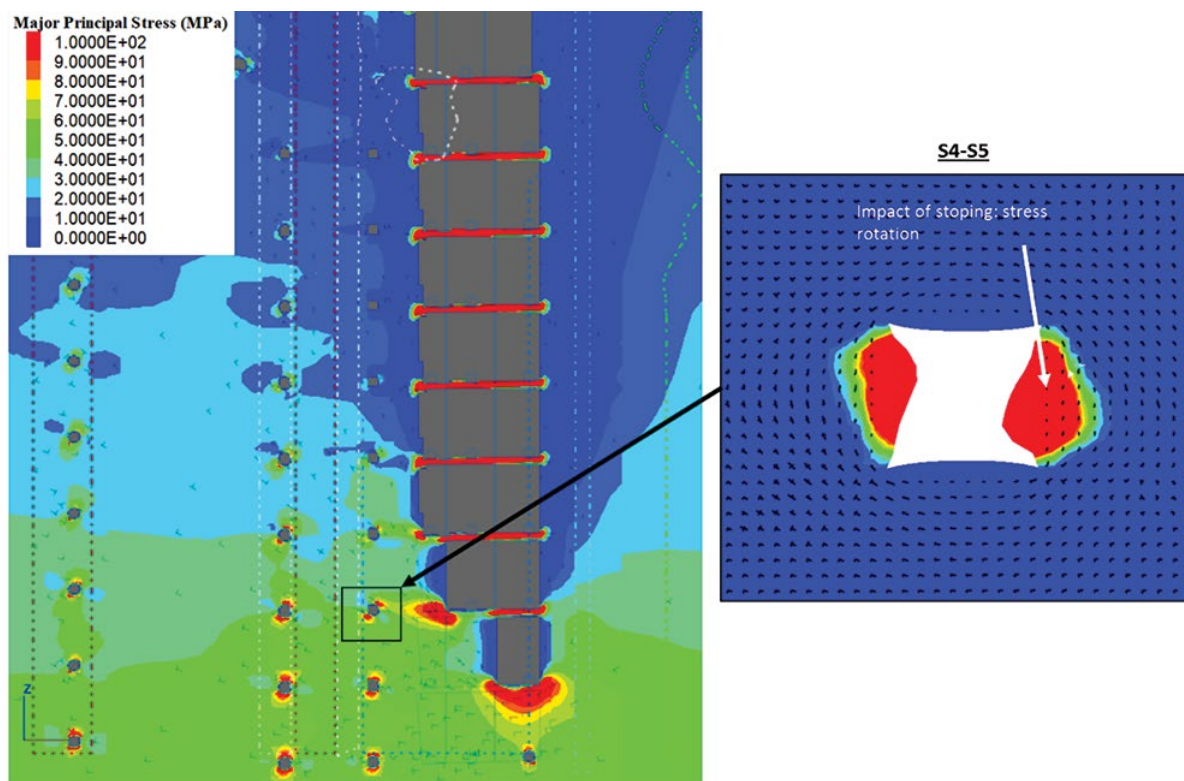 Major Principal Stress (MPa)
1.0000E+02
9.0000E+01
8.0000E+01
7.0000E+01
6.0000E+01
5.0000E+01
4.0000E+01
3.0000E+01
2.0000E+01
1.0000E+01
0.0000E+00
S4-S5
Impact of stoping: stress
rotation
Z